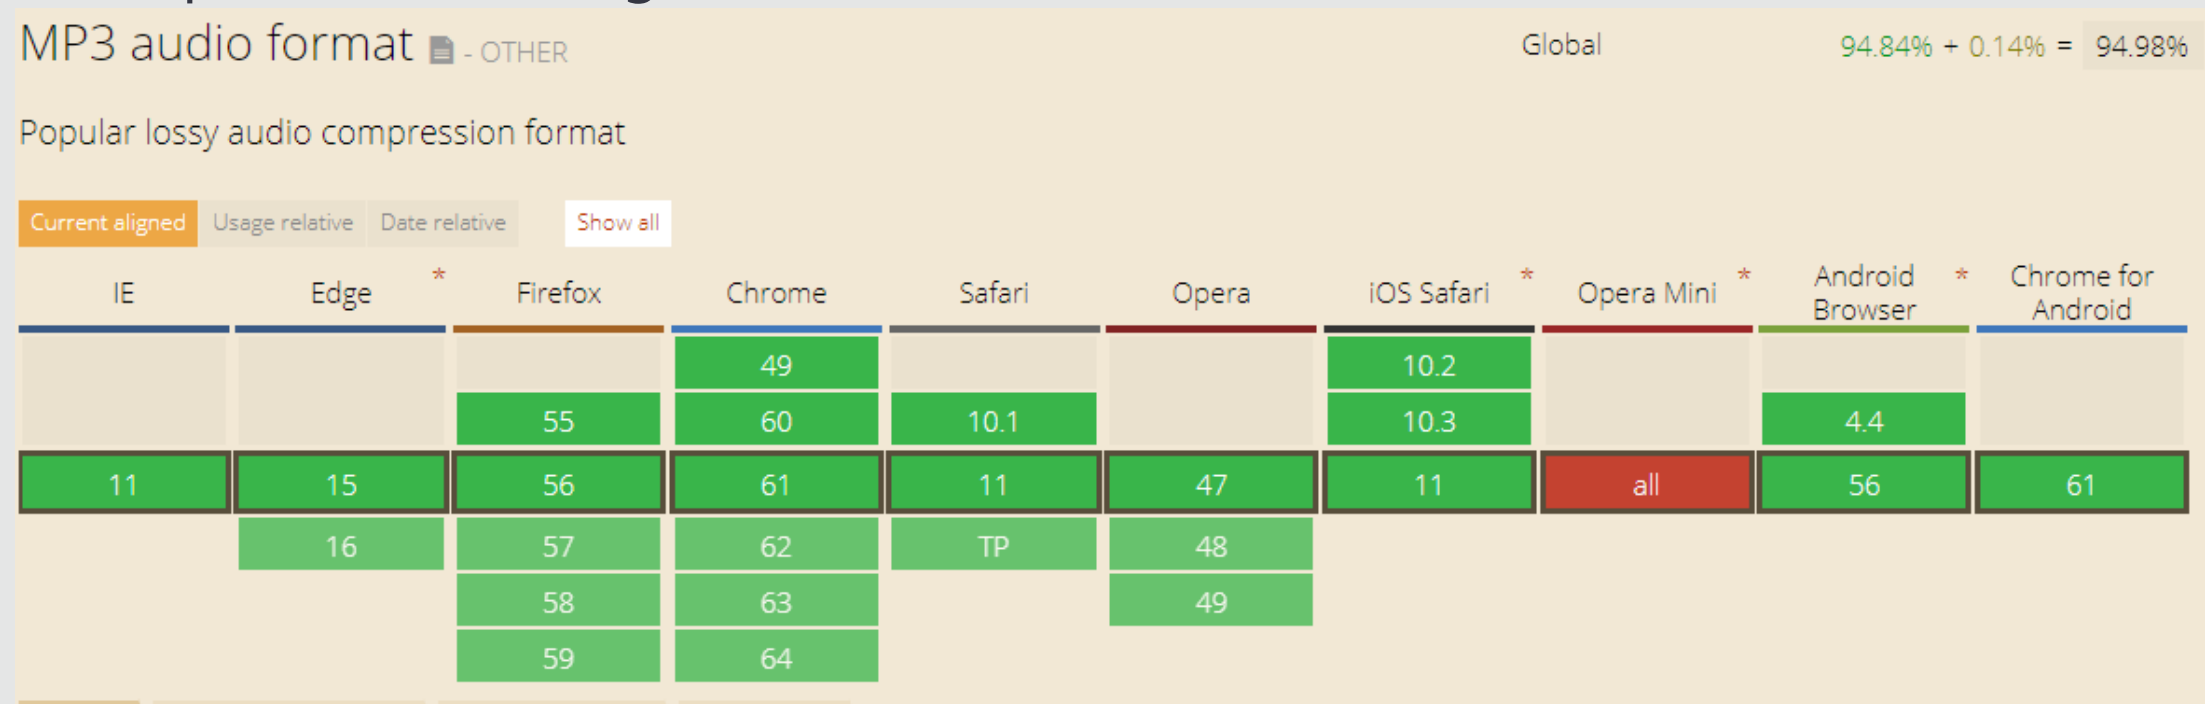 MP3 audio format - OTHER
Global 94.84% + 0.14% = 94.98%
Popular lossy audio compression format
Current aligned Usage relative Date relative Show all
IE Edge * Firefox Chrome Safari Opera iOS Safari * Opera Mini * Android Browser * Chrome for Android
49 10.2
55 60 10.1 10.3 4.4
11 15 56 61 11 47 11 all 56 61
16 57 62 TP 48
58 63 49
59 64